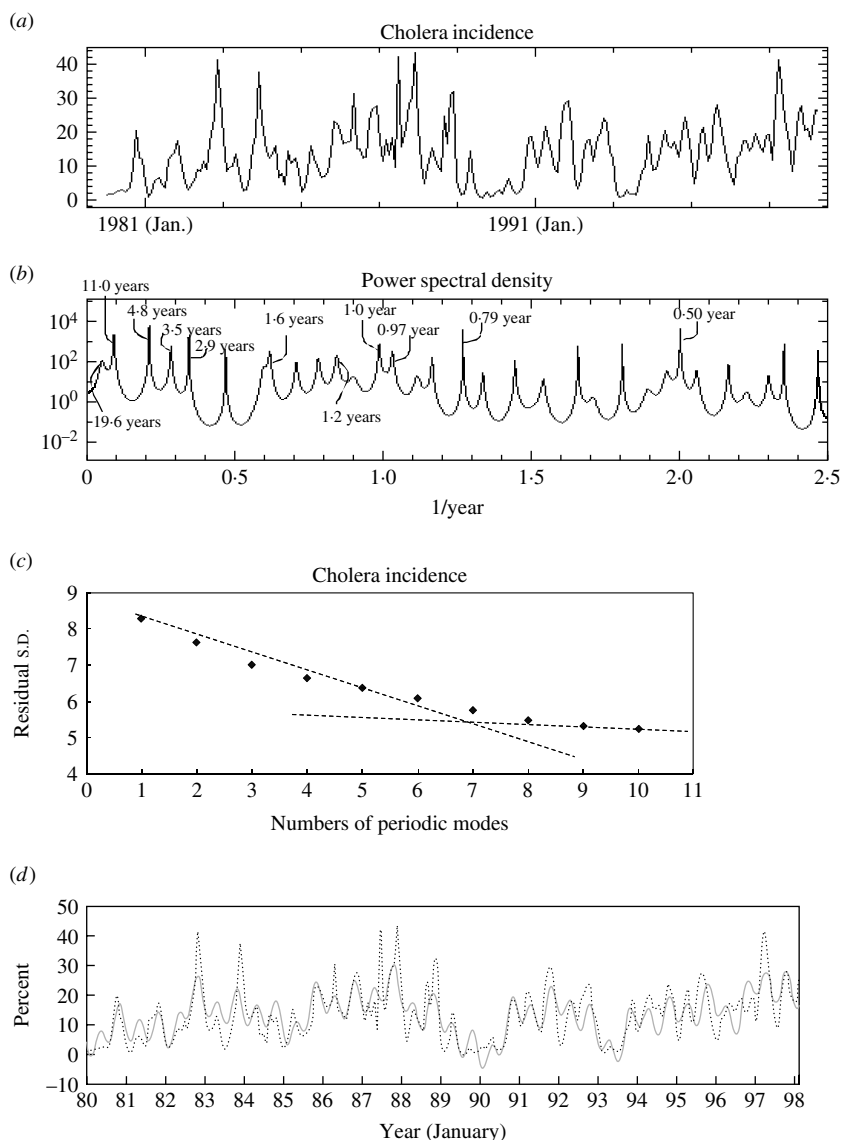 (a)
Cholera incidence
40
30
20
10
0
1981 (Jan.)
1991 (Jan.)
(b)
Power spectral density
11·0 years
4·8 years
3·5 years
2·9 years
1·6 years
1·0 year
0·97 year
0·79 year
0·50 year
19·6 years
1·2 years
10⁴
10²
10⁰
10⁻²
0 0·5 1·0 1·5 2·0 2·5
1/year
(c)
Cholera incidence
9
8
7
6
5
4
Residual S.D.
0 1 2 3 4 5 6 7 8 9 10 11
Numbers of periodic modes
(d)
50
40
30
20
10
0
−10
Percent
80 81 82 83 84 85 86 87 88 89 90 91 92 93 94 95 96 97 98
Year (January)